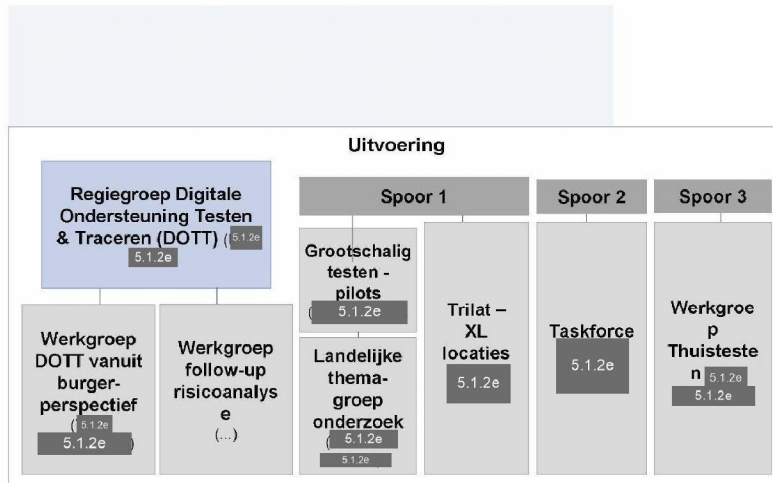 Uitvoering
Regiegroep Digitale
Ondersteuning Testen
& Traceren (DOTT) (5.1.2e
5.1.2e
Werkgroep
DOTT vanuit
burger-
perspectief
(5.1.2e
5.1.2e)
Werkgroep
follow-up
risicoanalys
e
(...)
Spoor 1
Grootschalig
testen -
pilots
(5.1.2e
Landelijke
thema-
groep
onderzoek
(5.1.2e
5.1.2e)
Trilat –
XL
locaties
5.1.2e
Spoor 2
Taskforce
5.1.2e
Spoor 3
Werkgroe
p
Thuisteste
n 5.1.2e
5.1.2e